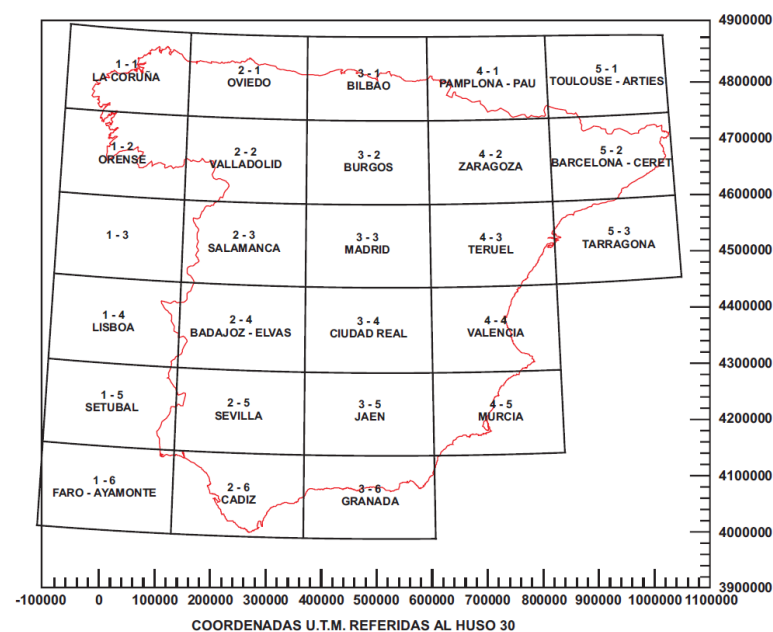 4900000
1 - 1
LA CORUÑA
2 - 1
OVIEDO
3 - 1
BILBAO
4 - 1
PAMPLONA - PAU
5 - 1
TOULOUSE - ARTIES
4800000
4700000
1 - 2
ORENSE
2 - 2
VALLADOLID
3 - 2
BURGOS
4 - 2
ZARAGOZA
5 - 2
BARCELONA - CERET
4600000
1 - 3
2 - 3
SALAMANCA
3 - 3
MADRID
4 - 3
TERUEL
5 - 3
TARRAGONA
4500000
4400000
1 - 4
LISBOA
2 - 4
BADAJOZ - ELVAS
3 - 4
CIUDAD REAL
4 - 4
VALENCIA
4300000
1 - 5
SETUBAL
2 - 5
SEVILLA
3 - 5
JAEN
4 - 5
MURCIA
4200000
4100000
1 - 6
FARO - AYAMONTE
2 - 6
CADIZ
3 - 6
GRANADA
4000000
3900000
-100000 0 100000 200000 300000 400000 500000 600000 700000 800000 900000 1000000 1100000
COORDENADAS U.T.M. REFERIDAS AL HUSO 30